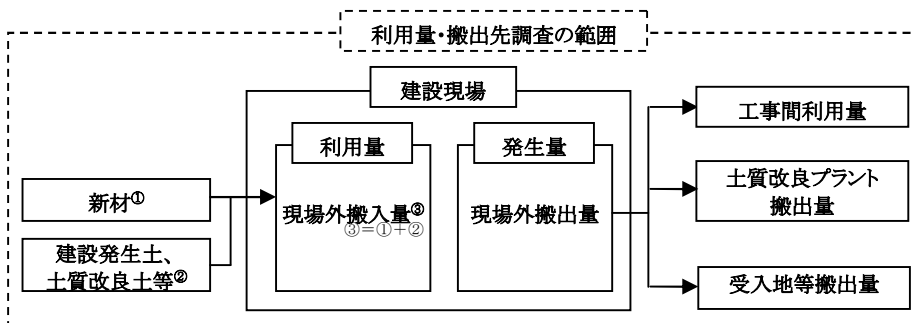 利用量・搬出先調査の範囲
建設現場
利用量
発生量
新材①
建設発生土、
土質改良土等②
現場外搬入量③
③＝①＋②
現場外搬出量
工事間利用量
土質改良プラント
搬出量
受入地等搬出量